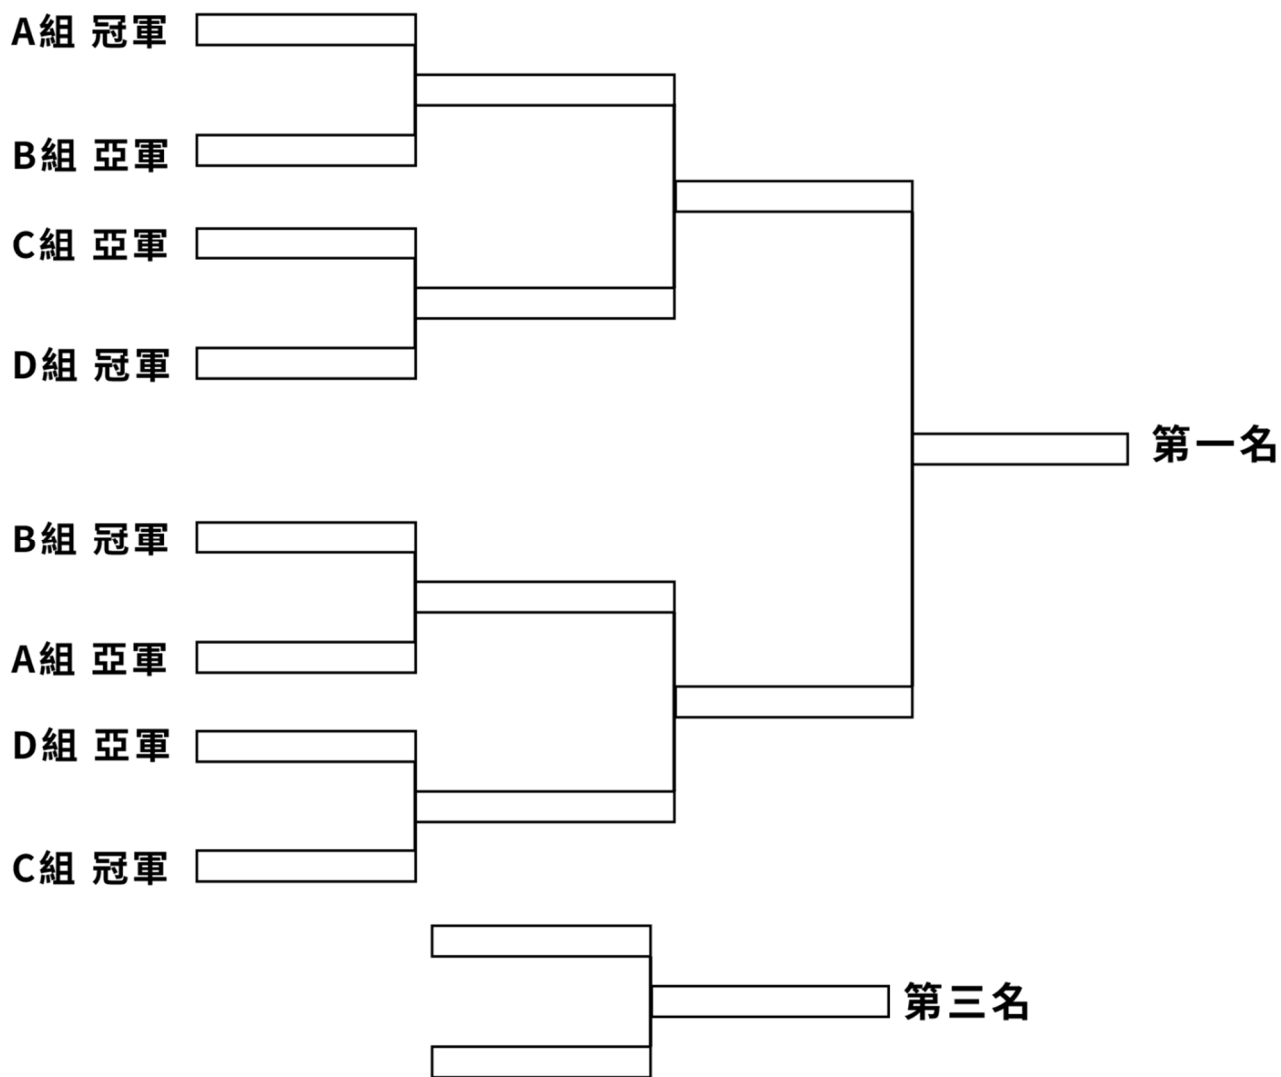 A組 冠軍
B組 亞軍
C組 亞軍
D組 冠軍
第一名
B組 冠軍
A組 亞軍
D組 亞軍
C組 冠軍
第三名